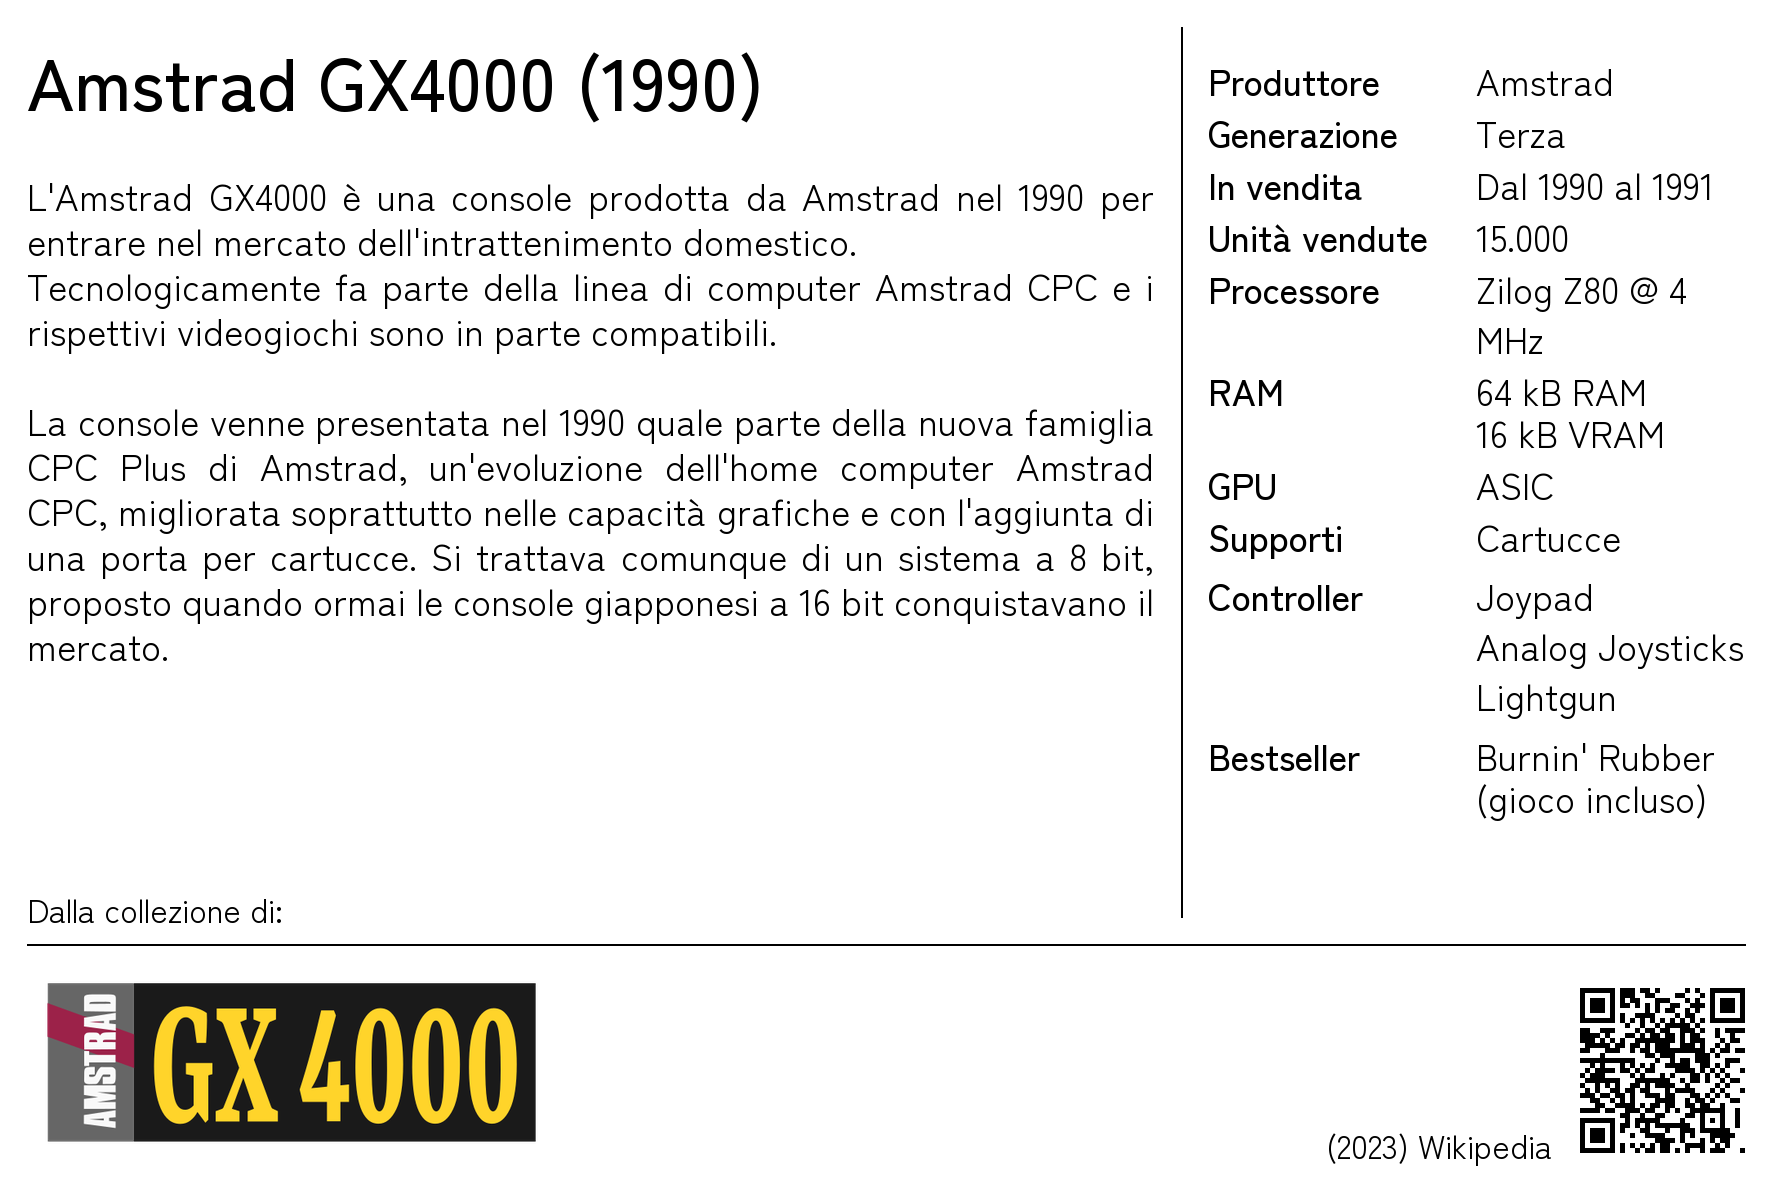 Amstrad GX4000 (1990)
L'Amstrad GX4000 è una console prodotta da Amstrad nel 1990 per
entrare nel mercato dell'intrattenimento domestico.
Tecnologicamente fa parte della linea di computer Amstrad CPC e i
rispettivi videogiochi sono in parte compatibili.
La console venne presentata nel 1990 quale parte della nuova famiglia
CPC Plus di Amstrad, un'evoluzione dell'home computer Amstrad
CPC, migliorata soprattutto nelle capacità grafiche e con l'aggiunta di
una porta per cartucce. Si trattava comunque di un sistema a 8 bit,
proposto quando ormai le console giapponesi a 16 bit conquistavano il
mercato.
Dalla collezione di:
Produttore Amstrad
Generazione Terza
In vendita Dal 1990 al 1991
Unità vendute 15.000
Processore Zilog Z80 @ 4
MHz
RAM 64 kB RAM
16 kB VRAM
GPU ASIC
Supporti Cartucce
Controller Joypad
Analog Joysticks
Lightgun
Bestseller Burnin' Rubber
(gioco incluso)
AMSTRAD
GX 4000
(2023) Wikipedia